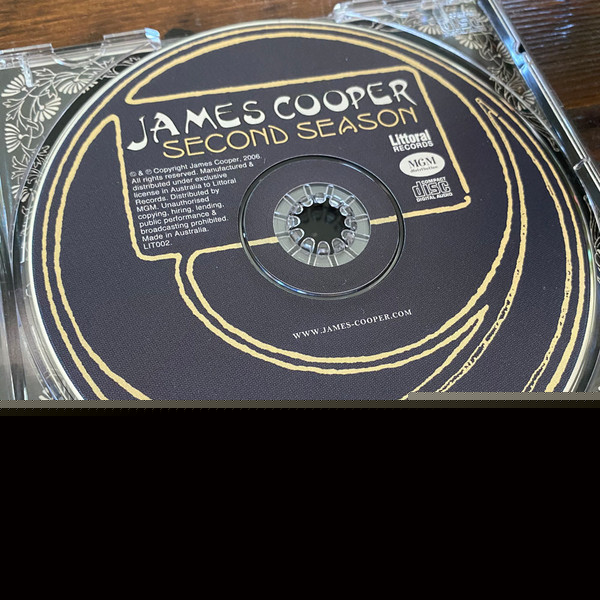 JAMES COOPER
SECOND SEASON
© & ℗ Copyright James Cooper, 2006.
All rights reserved. Manufactured &
distributed under exclusive
license in Australia to Littoral
Records. Distributed by
MGM. Unauthorised
copying, hiring, lending,
public performance &
broadcasting prohibited.
Made in Australia.
LIT002.
Littoral
RECORDS
MGM
COMPACT
disc
DIGITAL AUDIO
WWW.JAMES-COOPER.COM